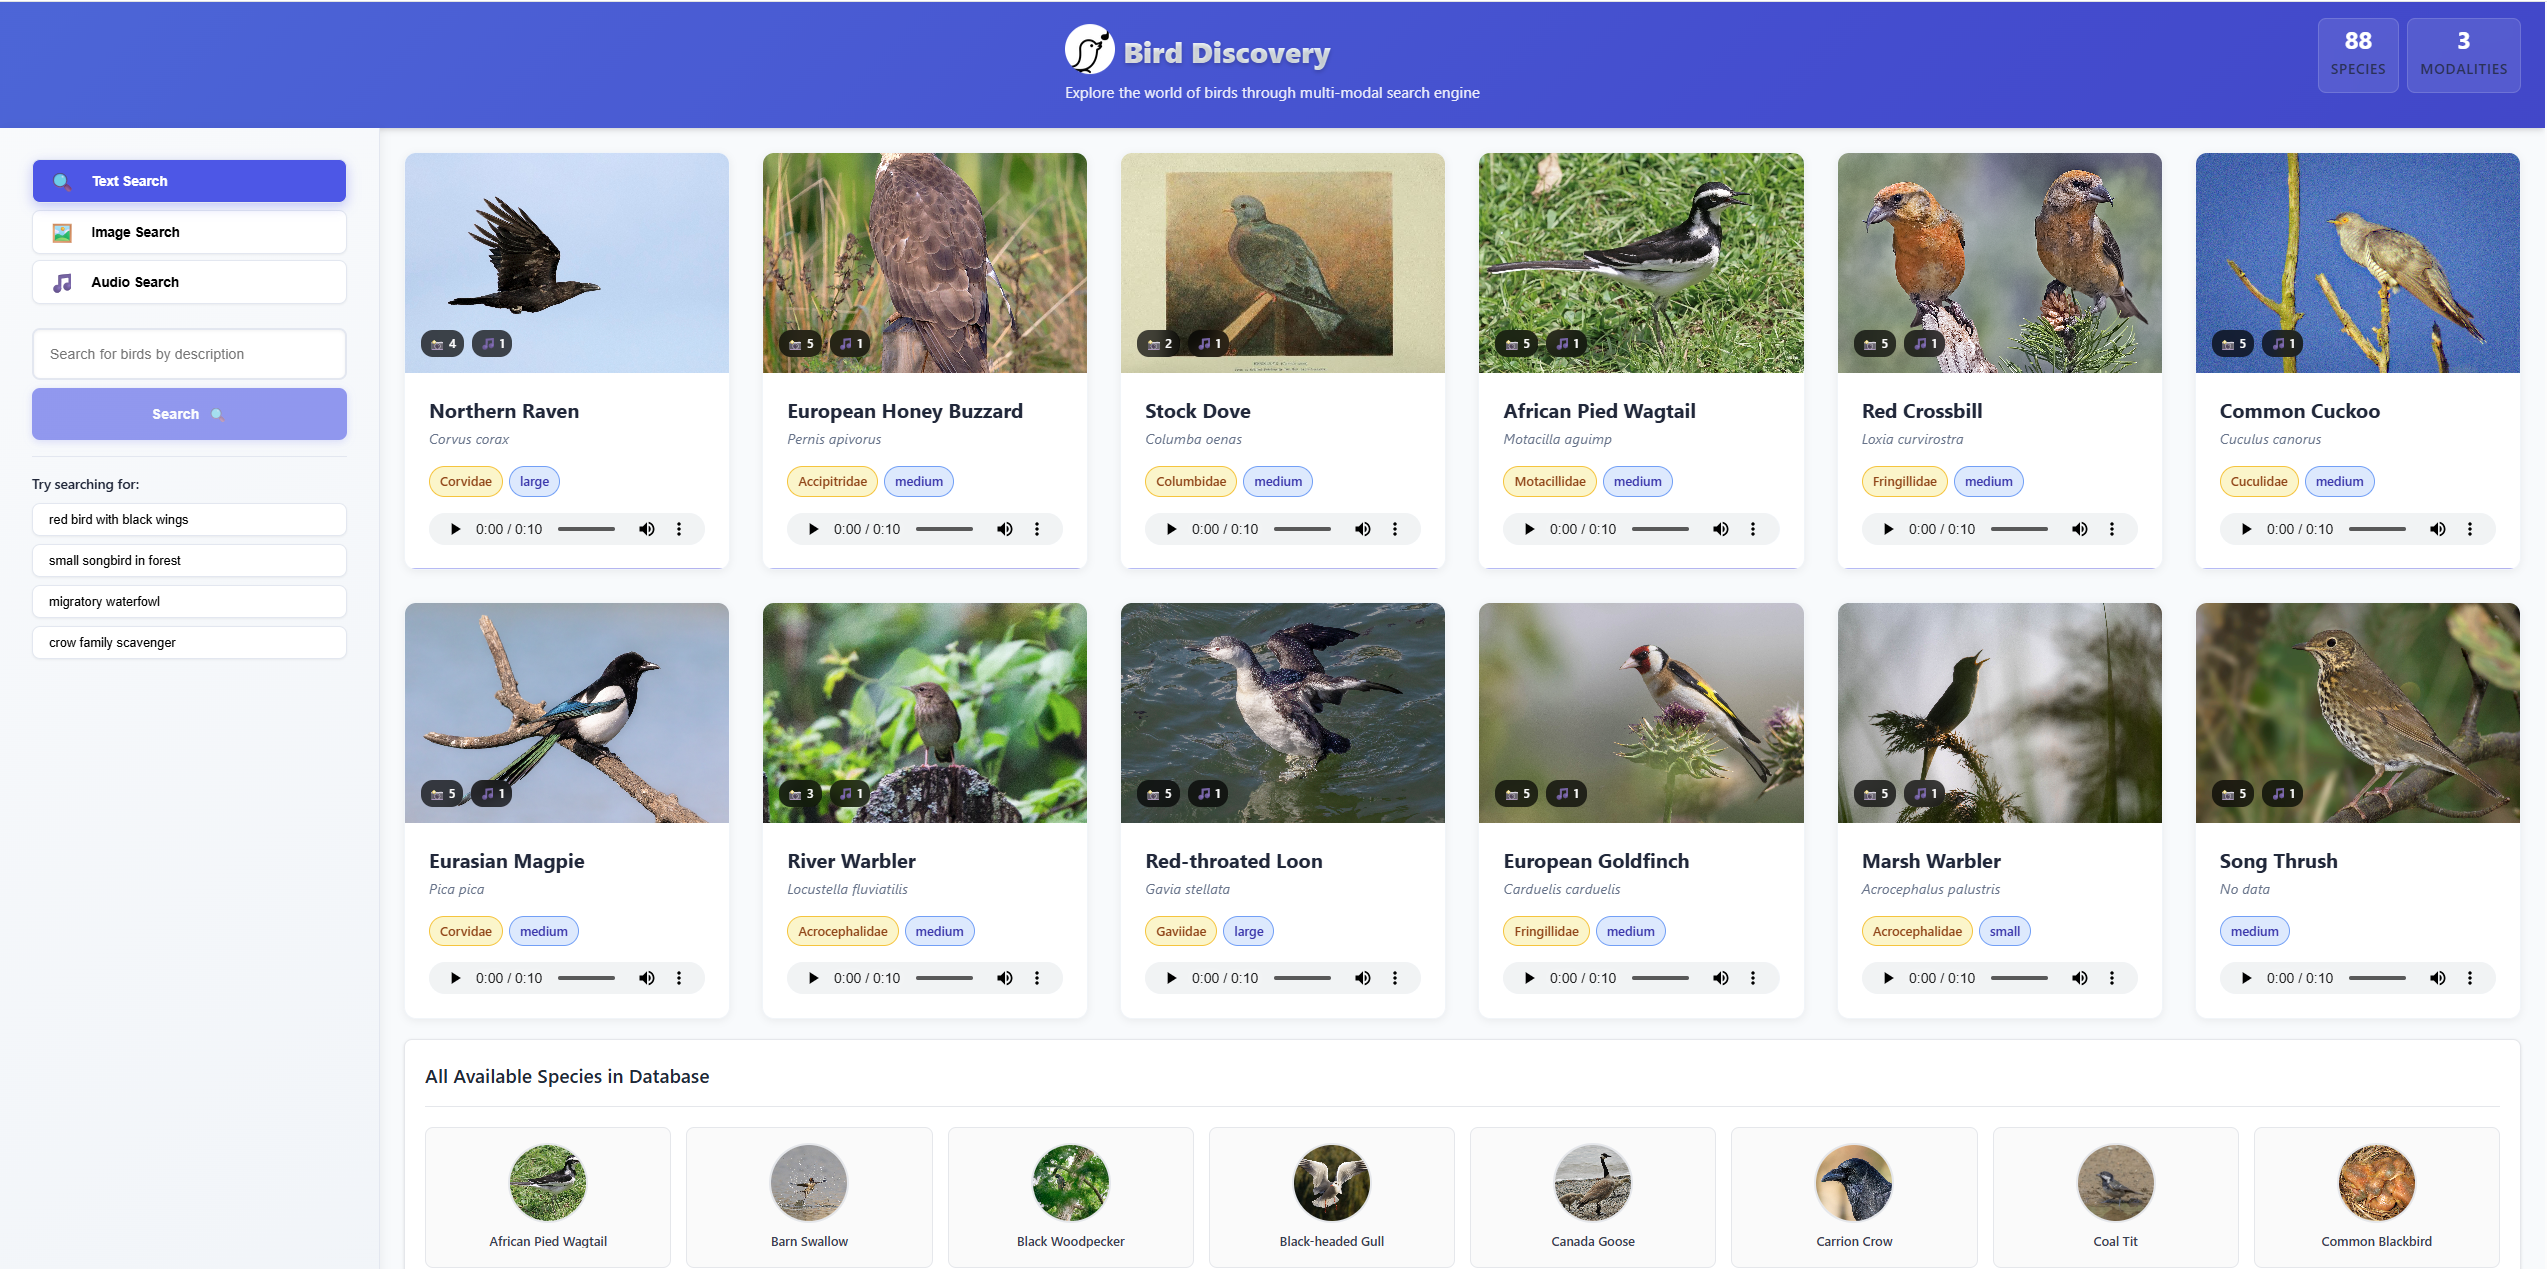 Bird Discovery
Explore the world of birds through multi-modal search engine
88
SPECIES
3
MODALITIES
Text Search
Image Search
Audio Search
Search for birds by description
Search
Try searching for:
red bird with black wings
small songbird in forest
migratory waterfowl
crow family scavenger
4 1
Northern Raven
Corvus corax
Corvidae large
0:00 / 0:10
5 1
European Honey Buzzard
Pernis apivorus
Accipitridae medium
0:00 / 0:10
2 1
Stock Dove
Columba oenas
Columbidae medium
0:00 / 0:10
5 1
African Pied Wagtail
Motacilla aguimp
Motacillidae medium
0:00 / 0:10
5 1
Red Crossbill
Loxia curvirostra
Fringillidae medium
0:00 / 0:10
5 1
Common Cuckoo
Cuculus canorus
Cuculidae medium
0:00 / 0:10
5 1
Eurasian Magpie
Pica pica
Corvidae medium
0:00 / 0:10
3 1
River Warbler
Locustella fluviatilis
Acrocephalidae medium
0:00 / 0:10
5 1
Red-throated Loon
Gavia stellata
Gaviidae large
0:00 / 0:10
5 1
European Goldfinch
Carduelis carduelis
Fringillidae medium
0:00 / 0:10
5 1
Marsh Warbler
Acrocephalus palustris
Acrocephalidae small
0:00 / 0:10
5 1
Song Thrush
No data
medium
0:00 / 0:10
All Available Species in Database
African Pied Wagtail
Barn Swallow
Black Woodpecker
Black-headed Gull
Canada Goose
Carrion Crow
Coal Tit
Common Blackbird